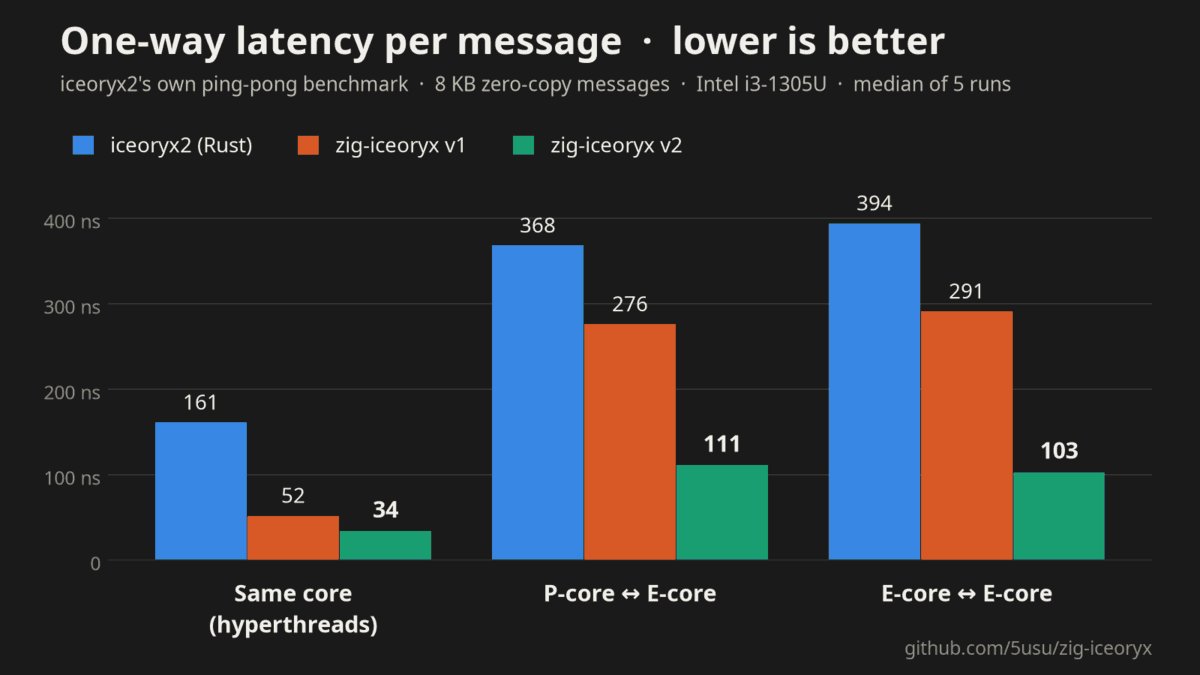 One-way latency per message · lower is better
iceoryx2's own ping-pong benchmark · 8 KB zero-copy messages · Intel i3-1305U · median of 5 runs
iceoryx2 (Rust) zig-iceoryx v1 zig-iceoryx v2
400 ns
300 ns
200 ns
100 ns
0
161
52
34
368
276
111
394
291
103
Same core
(hyperthreads)
P-core ↔ E-core
E-core ↔ E-core
github.com/5usu/zig-iceoryx